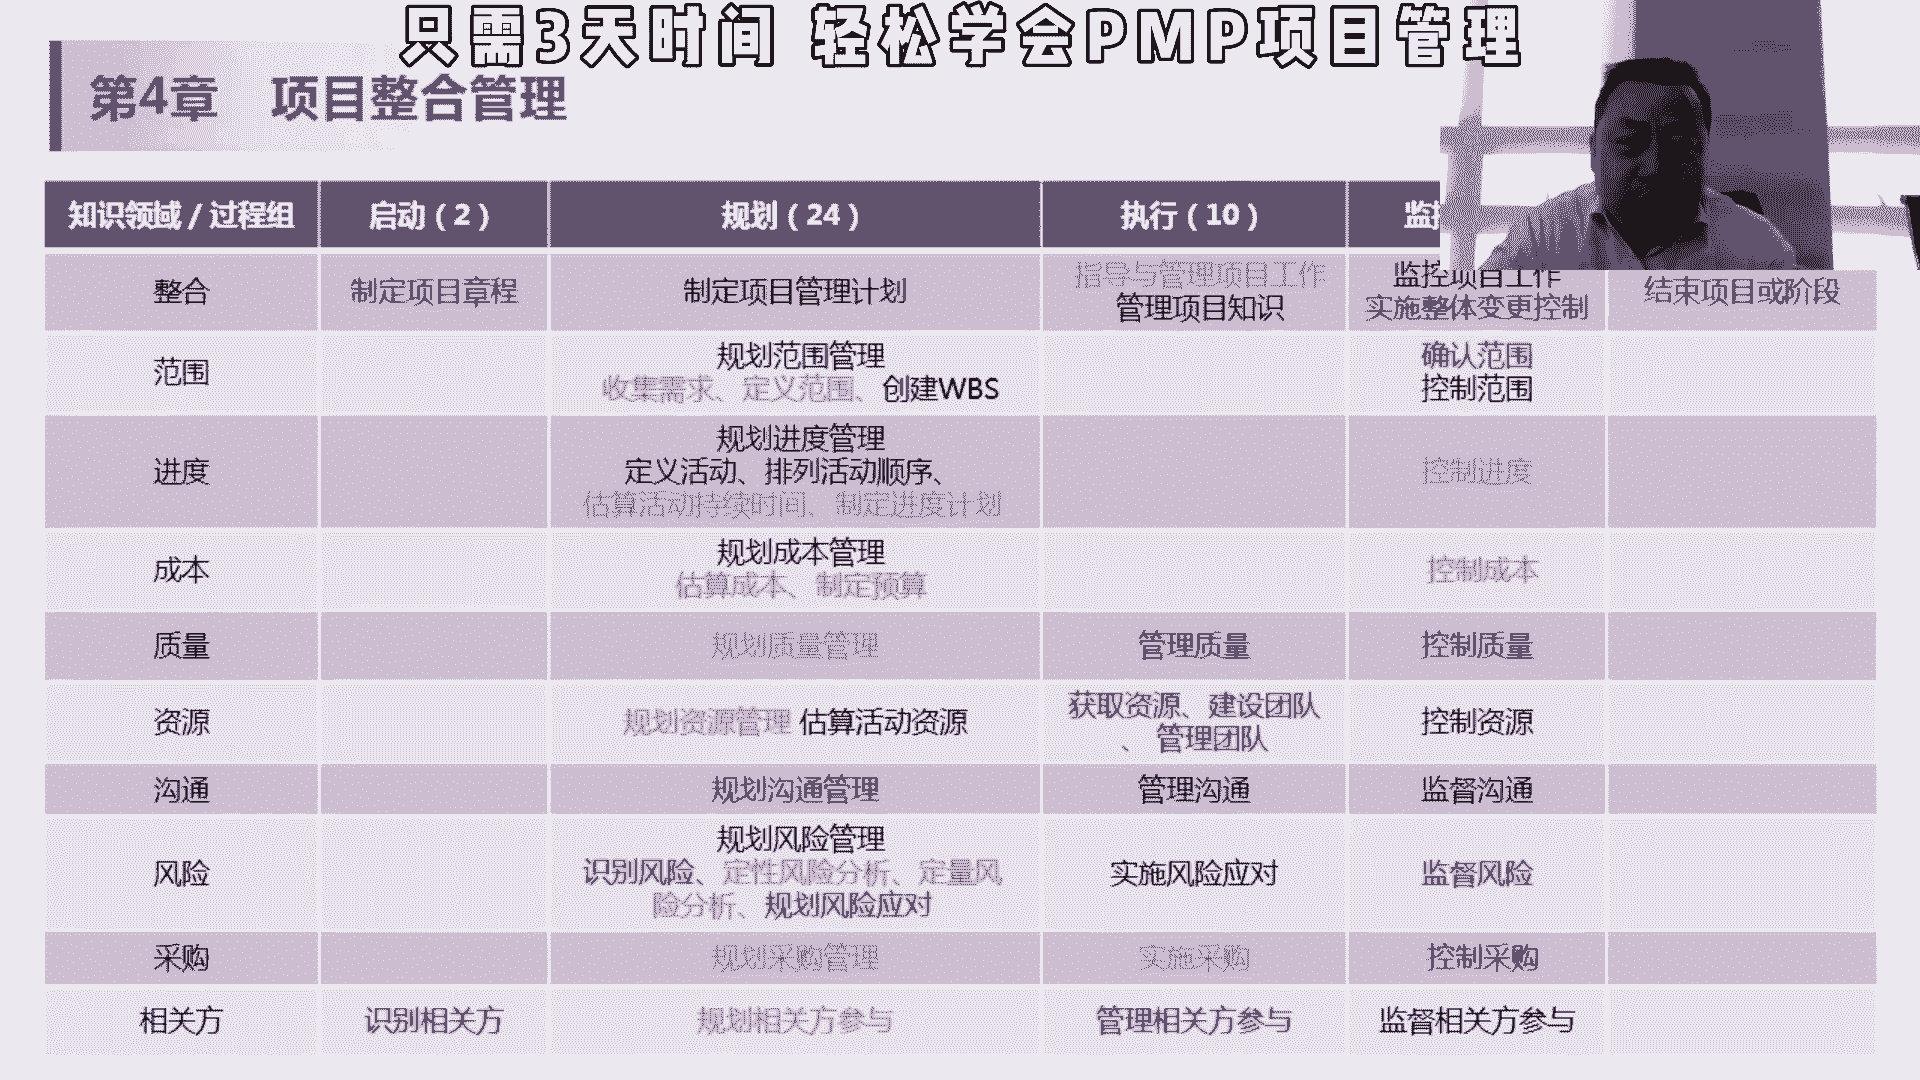 只需3天时间 轻松学会PMP项目管理
第4章 项目整合管理
知识领域/过程组 启动（2） 规划（24） 执行（10） 监
整合 制定项目章程 制定项目管理计划 指导与管理项目工作 监控项目工作 结束项目或阶段
管理项目知识 实施整体变更控制
范围 规划范围管理 确认范围
收集需求、定义范围、创建WBS 控制范围
进度 规划进度管理 控制进度
定义活动、排列活动顺序、
估算活动持续时间、制定进度计划
成本 规划成本管理 控制成本
估算成本、制定预算
质量 规划质量管理 管理质量 控制质量
资源 规划资源管理 估算活动资源 获取资源、建设团队 控制资源
、管理团队
沟通 规划沟通管理 管理沟通 监督沟通
风险 规划风险管理 实施风险应对 监督风险
识别风险、定性风险分析、定量风
险分析、规划风险应对
采购 规划采购管理 实施采购 控制采购
相关方 识别相关方 规划相关方参与 管理相关方参与 监督相关方参与